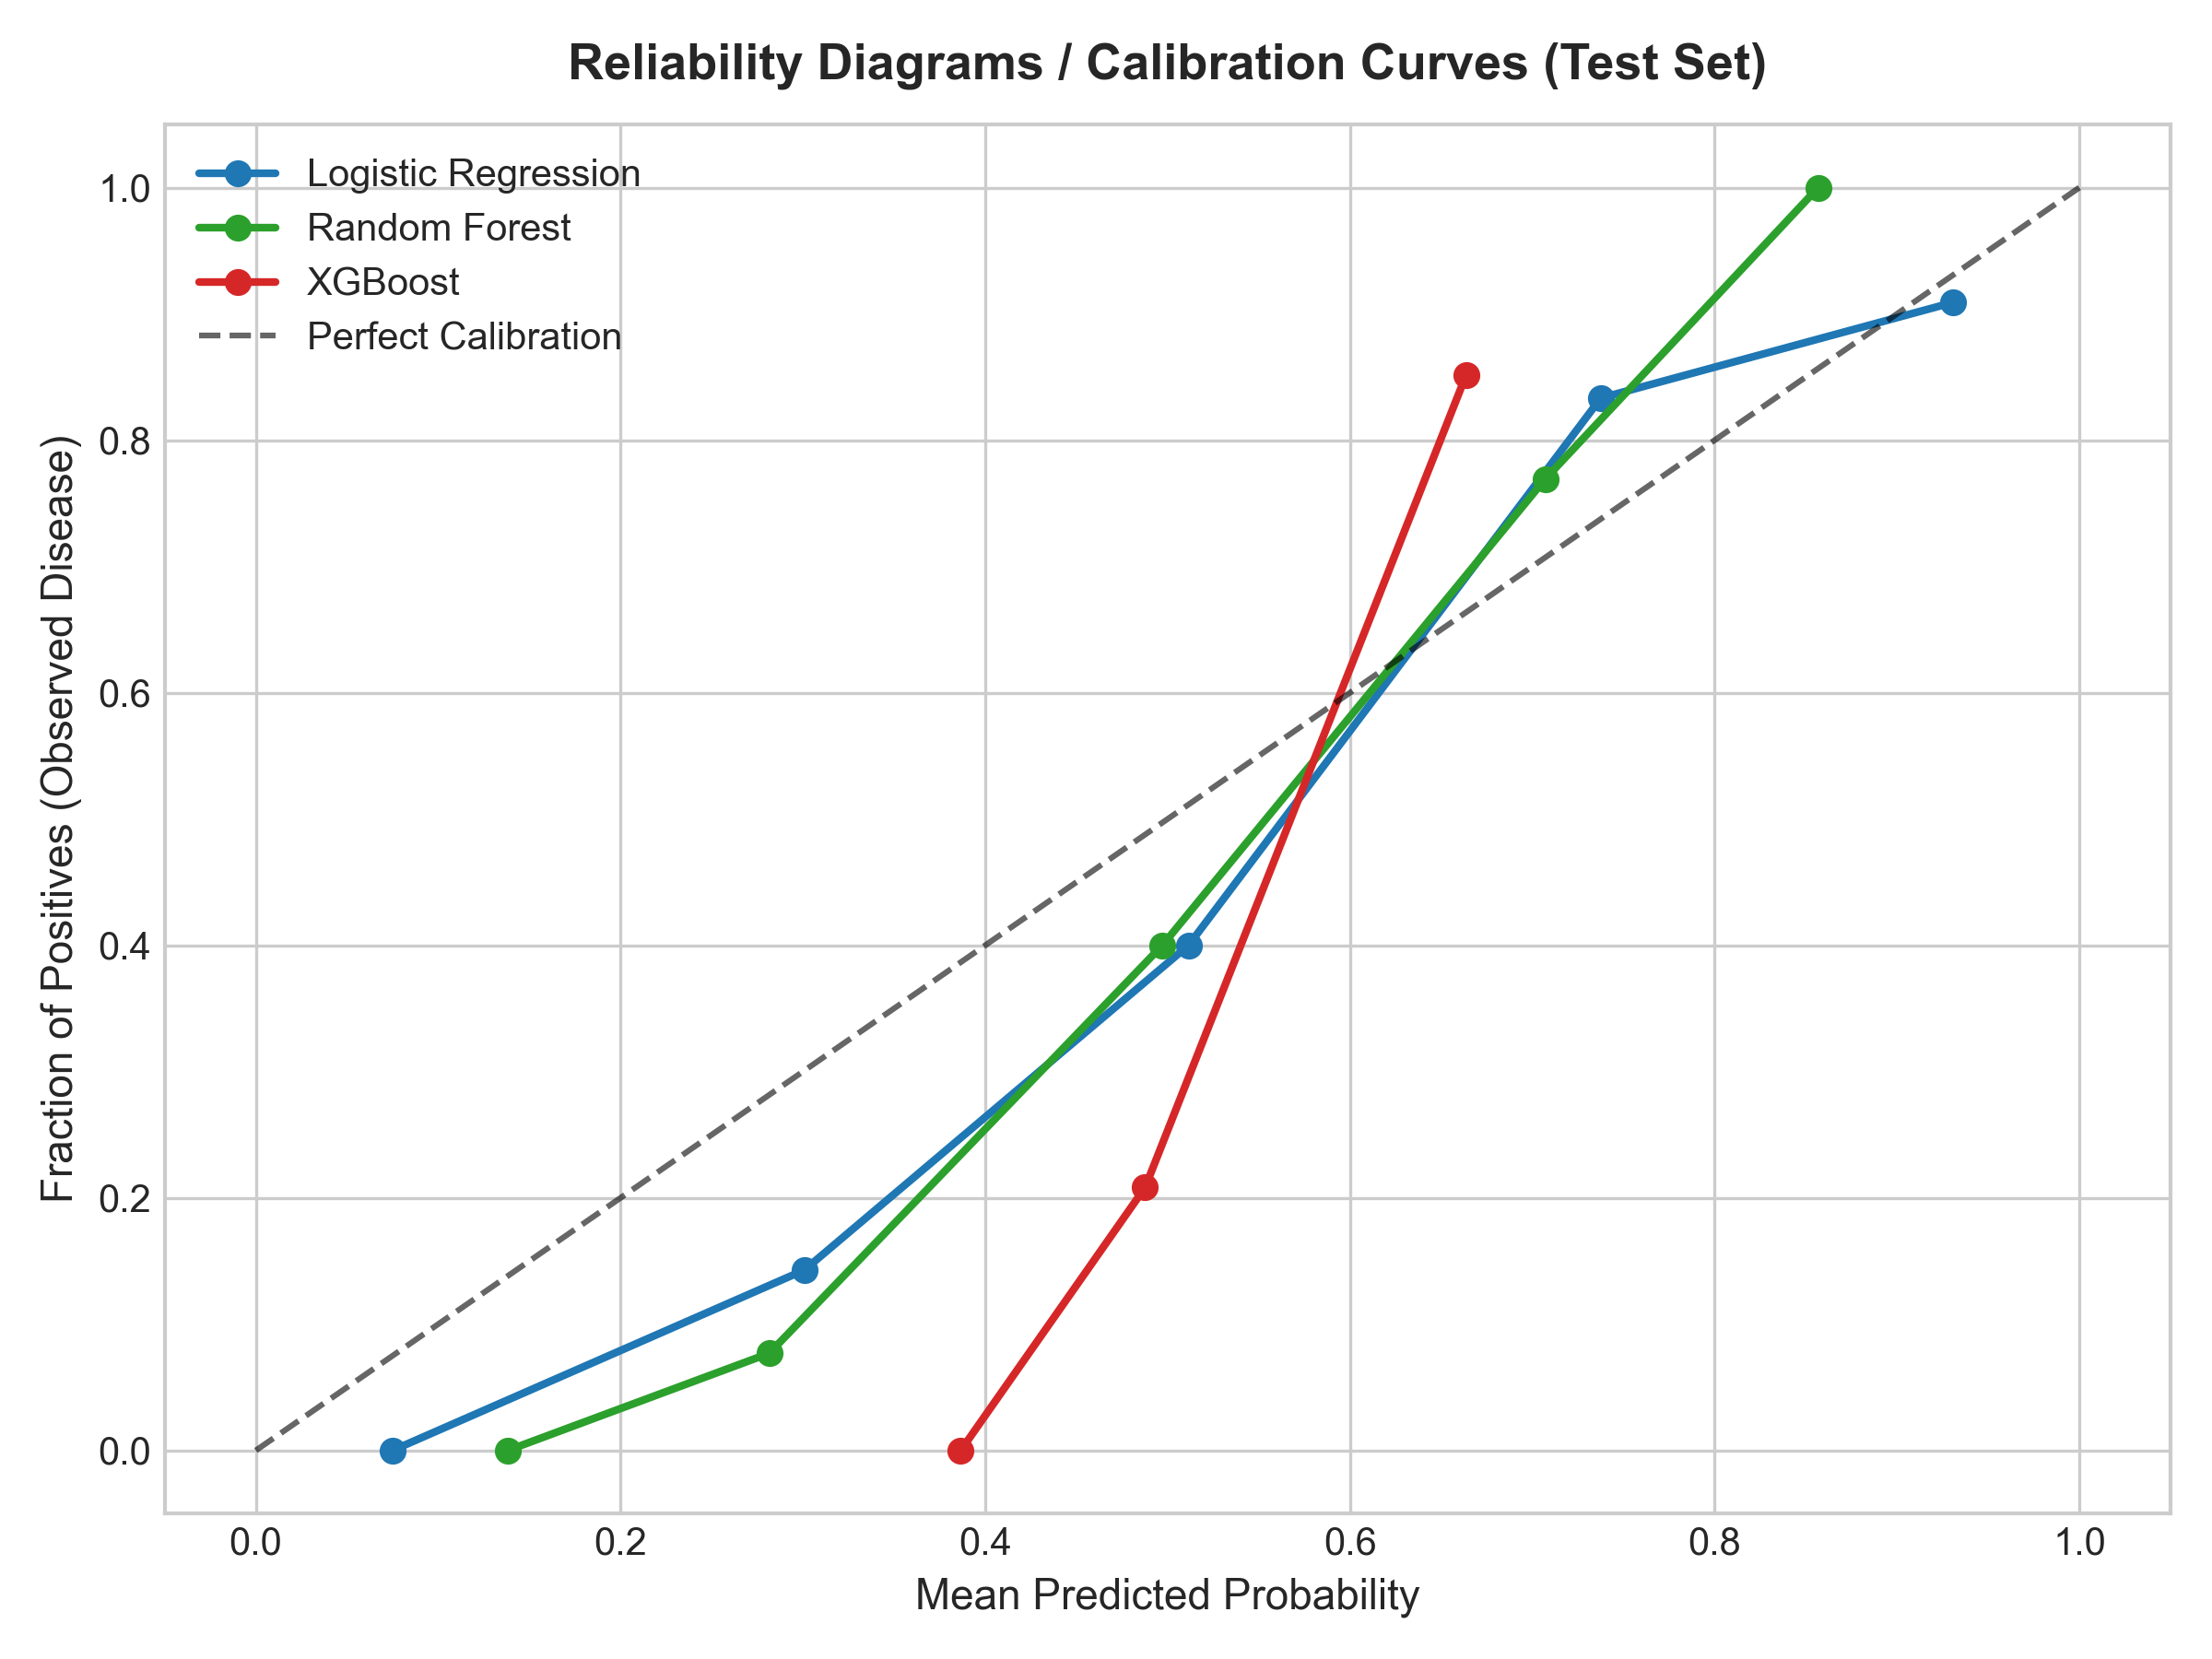 Reliability Diagrams / Calibration Curves (Test Set)
Logistic Regression
Random Forest
XGBoost
Perfect Calibration
Fraction of Positives (Observed Disease)
1.0
0.8
0.6
0.4
0.2
0.0
0.0 0.2 0.4 0.6 0.8 1.0
Mean Predicted Probability